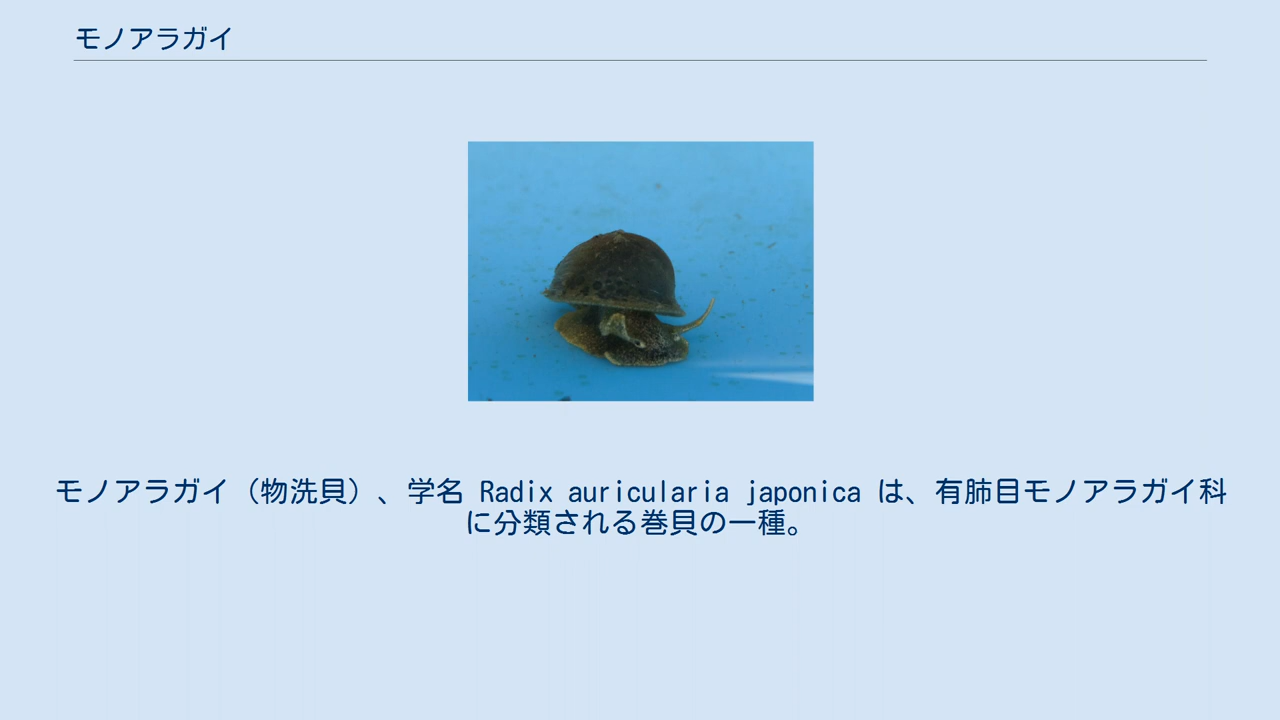 モノアラガイ
モノアラガイ（物洗貝）、学名 Radix auricularia japonica は、有肺目モノアラガイ科
に分類される巻貝の一種。